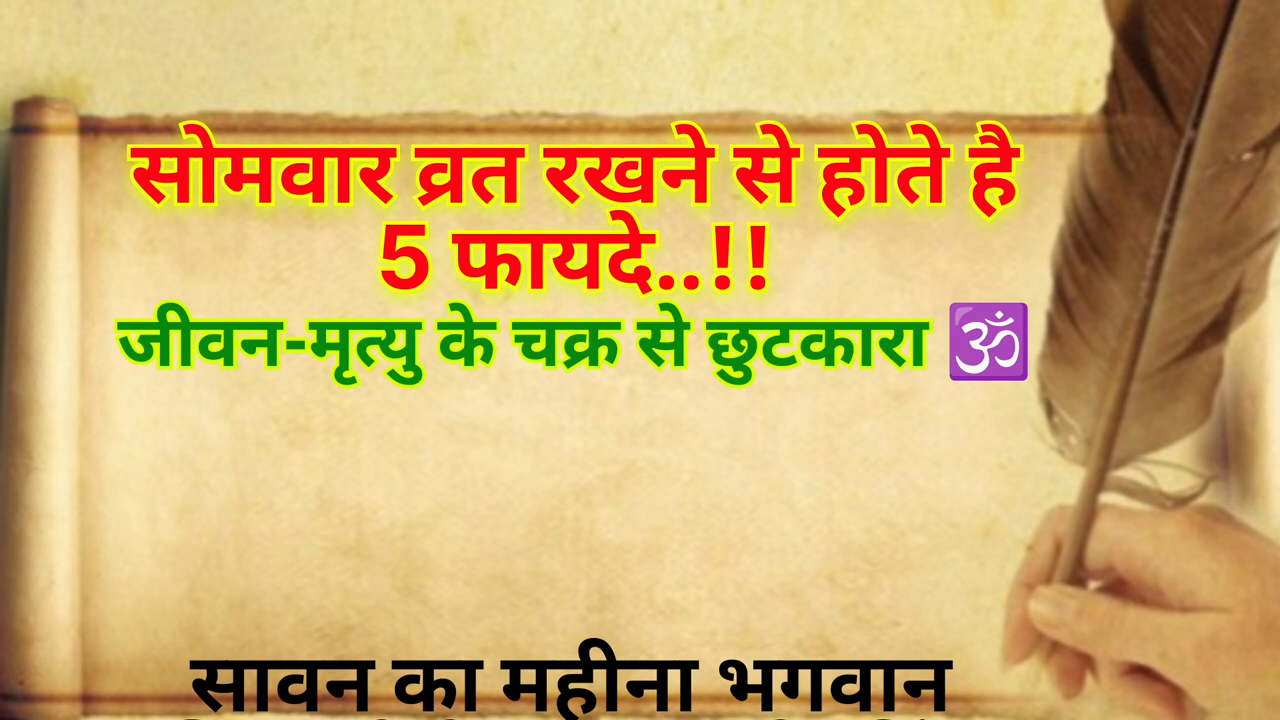 सोमवार व्रत रखने से होते है
5 फायदे..!!
जीवन-मृत्यु के चक्र से छुटकारा 🕉️
सावन का महीना भगवान